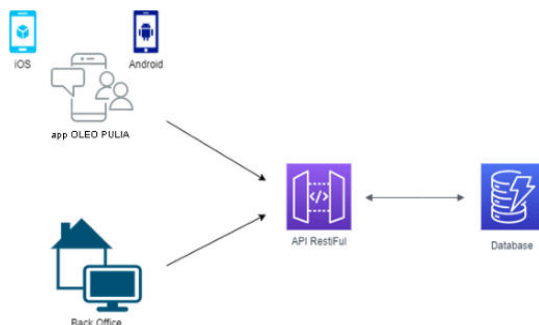 iOS
Android
app OLEO PULIA
</>
API RestiFul
Database
Back Office